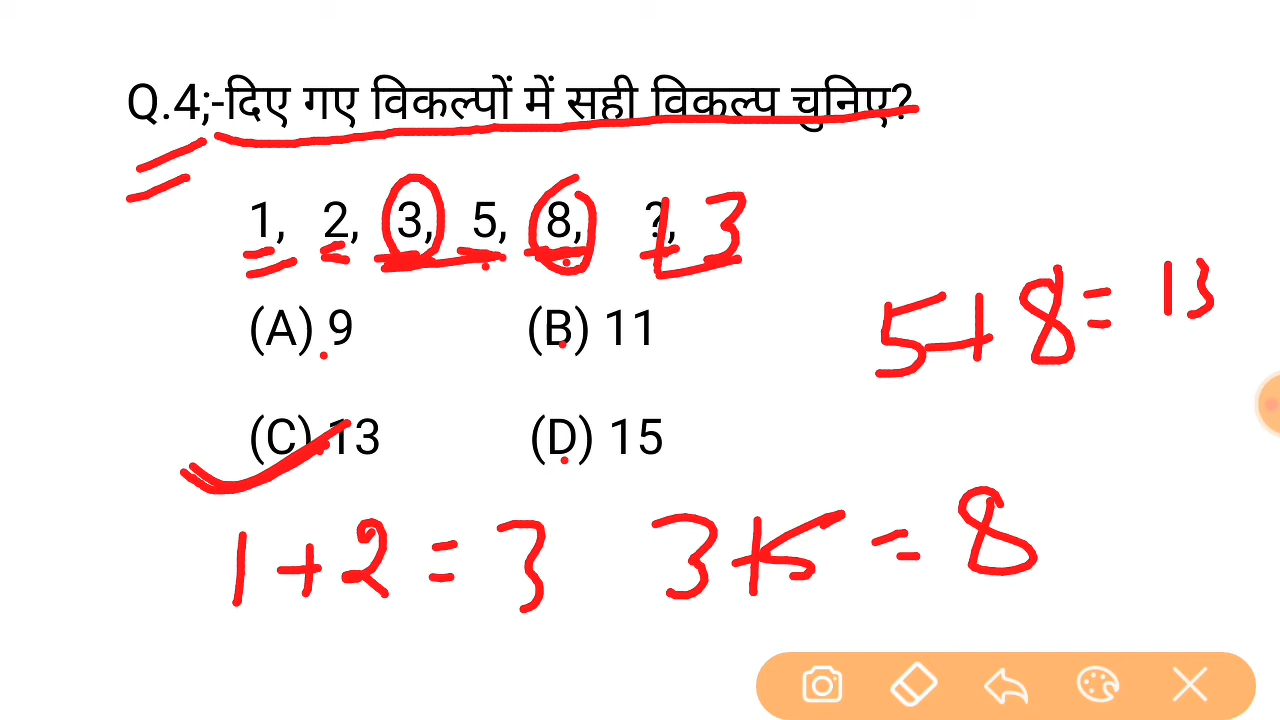 Q.4;-दिए गए विकल्पों में सही विकल्प चुनिए?
1, 2, 3, 5, 8, ?, 13
(A) 9 (B) 11
5+8=13
(C) 13 (D) 15
1+2=3 3+5=8